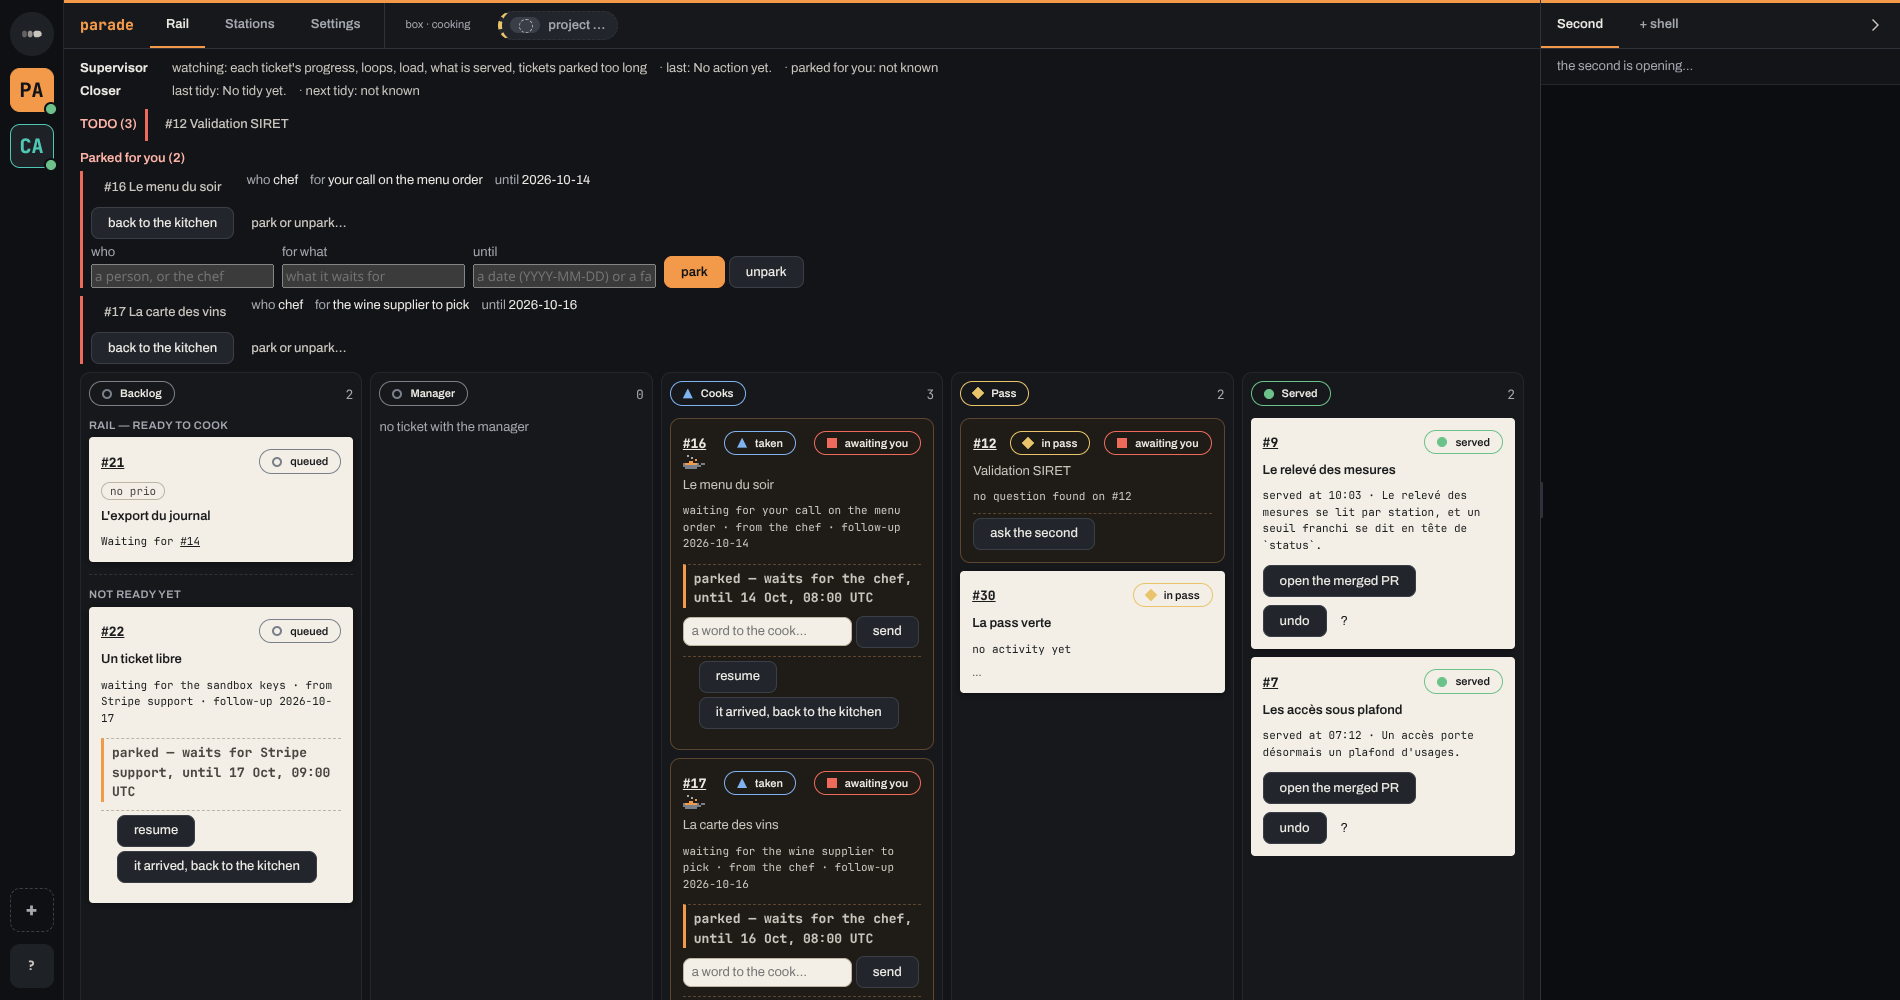 parade Rail Stations Settings box · cooking project ...
Second + shell
PA
CA
+
?
the second is opening...
Supervisor watching: each ticket's progress, loops, load, what is served, tickets parked too long · last: No action yet. · parked for you: not known
Closer last tidy: No tidy yet. · next tidy: not known
TODO (3) #12 Validation SIRET
Parked for you (2)
#16 Le menu du soir who chef for your call on the menu order until 2026-10-14
back to the kitchen park or unpark...
who for what until
a person, or the chef what it waits for a date (YYYY-MM-DD) or a fa park unpark
#17 La carte des vins who chef for the wine supplier to pick until 2026-10-16
back to the kitchen park or unpark...
Backlog 2
RAIL — READY TO COOK
#21 queued
no prio
L'export du journal
Waiting for #14
NOT READY YET
#22 queued
Un ticket libre
waiting for the sandbox keys · from
Stripe support · follow-up 2026-10-
17
parked — waits for Stripe
support, until 17 Oct, 09:00
UTC
resume
it arrived, back to the kitchen
Manager 0
no ticket with the manager
Cooks 3
#16 taken awaiting you
Le menu du soir
waiting for your call on the menu
order · from the chef · follow-up
2026-10-14
parked — waits for the chef,
until 14 Oct, 08:00 UTC
a word to the cook... send
resume
it arrived, back to the kitchen
#17 taken awaiting you
La carte des vins
waiting for the wine supplier to
pick · from the chef · follow-up
2026-10-16
parked — waits for the chef,
until 16 Oct, 08:00 UTC
a word to the cook... send
Pass 2
#12 in pass awaiting you
Validation SIRET
no question found on #12
ask the second
#30 in pass
La pass verte
no activity yet
...
Served 2
#9 served
Le relevé des mesures
served at 10:03 · Le relevé des
mesures se lit par station, et un
seuil franchi se dit en tête de
`status`.
open the merged PR
undo ?
#7 served
Les accès sous plafond
served at 07:12 · Un accès porte
désormais un plafond d'usages.
open the merged PR
undo ?